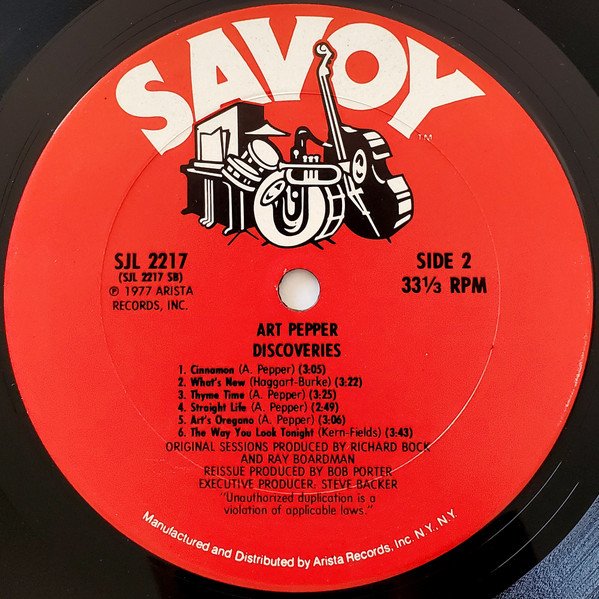 SAVOY
TM
SJL 2217
(SJL 2217 SB)
℗ 1977 ARISTA
RECORDS, INC.
SIDE 2
33 1/3 RPM
ART PEPPER
DISCOVERIES
1. Cinnamon (A. Pepper) (3:05)
2. What's New (Haggart-Burke) (3:22)
3. Thyme Time (A. Pepper) (3:25)
4. Straight Life (A. Pepper) (2:49)
5. Art's Oregano (A. Pepper) (3:06)
6. The Way You Look Tonight (Kern-Fields) (3:43)
ORIGINAL SESSIONS PRODUCED BY RICHARD BOCK
AND RAY BOARDMAN
REISSUE PRODUCED BY BOB PORTER
EXECUTIVE PRODUCER: STEVE BACKER
"Unauthorized duplication is a
violation of applicable laws."
Manufactured and Distributed by Arista Records, Inc. N.Y., N.Y.